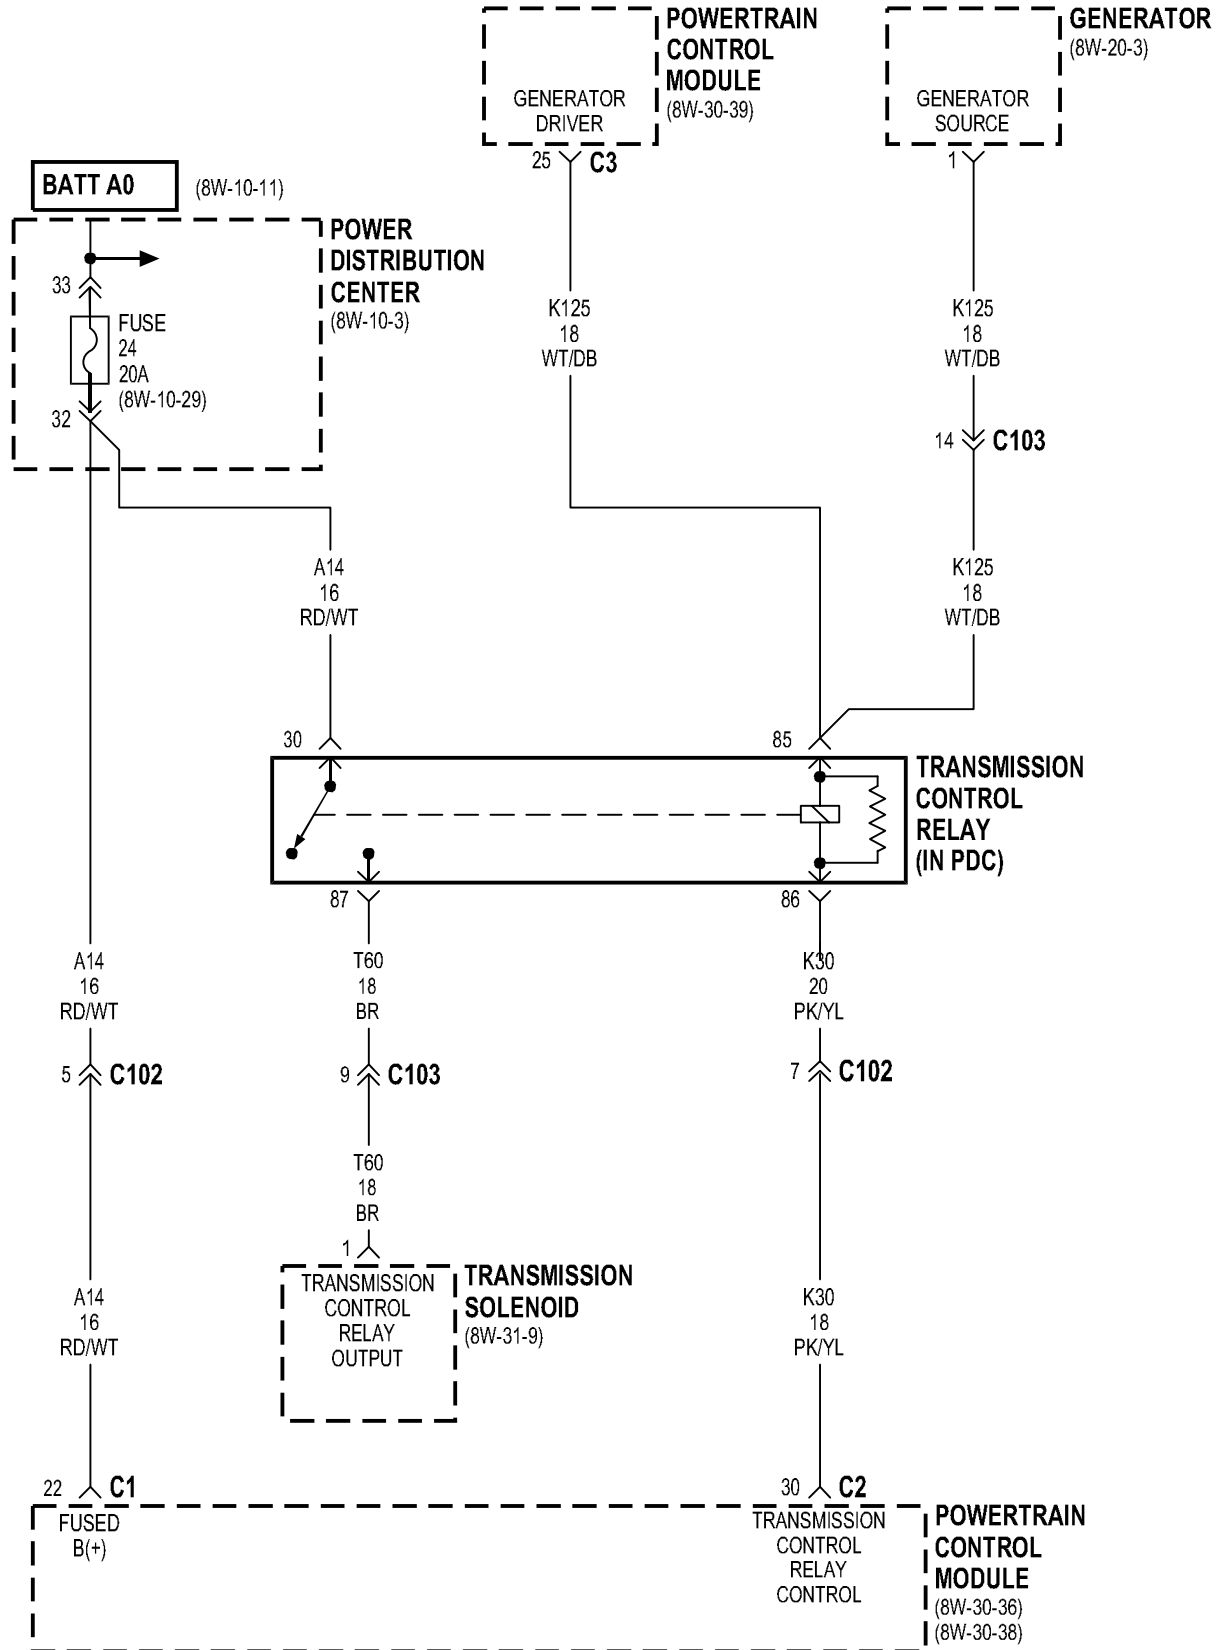 POWERTRAIN
CONTROL
MODULE
(8W-30-39)
GENERATOR
DRIVER
25
C3
GENERATOR
(8W-20-3)
GENERATOR
SOURCE
1
BATT A0
(8W-10-11)
POWER
DISTRIBUTION
CENTER
(8W-10-3)
33
FUSE
24
20A
(8W-10-29)
32
K125
18
WT/DB
K125
18
WT/DB
14
C103
A14
16
RD/WT
K125
18
WT/DB
30
85
TRANSMISSION
CONTROL
RELAY
(IN PDC)
87
86
A14
16
RD/WT
T60
18
BR
K30
20
PK/YL
5
C102
9
C103
7
C102
T60
18
BR
1
TRANSMISSION
CONTROL
RELAY
OUTPUT
TRANSMISSION
SOLENOID
(8W-31-9)
A14
16
RD/WT
K30
18
PK/YL
22
C1
30
C2
FUSED
B(+)
TRANSMISSION
CONTROL
RELAY
CONTROL
POWERTRAIN
CONTROL
MODULE
(8W-30-36)
(8W-30-38)